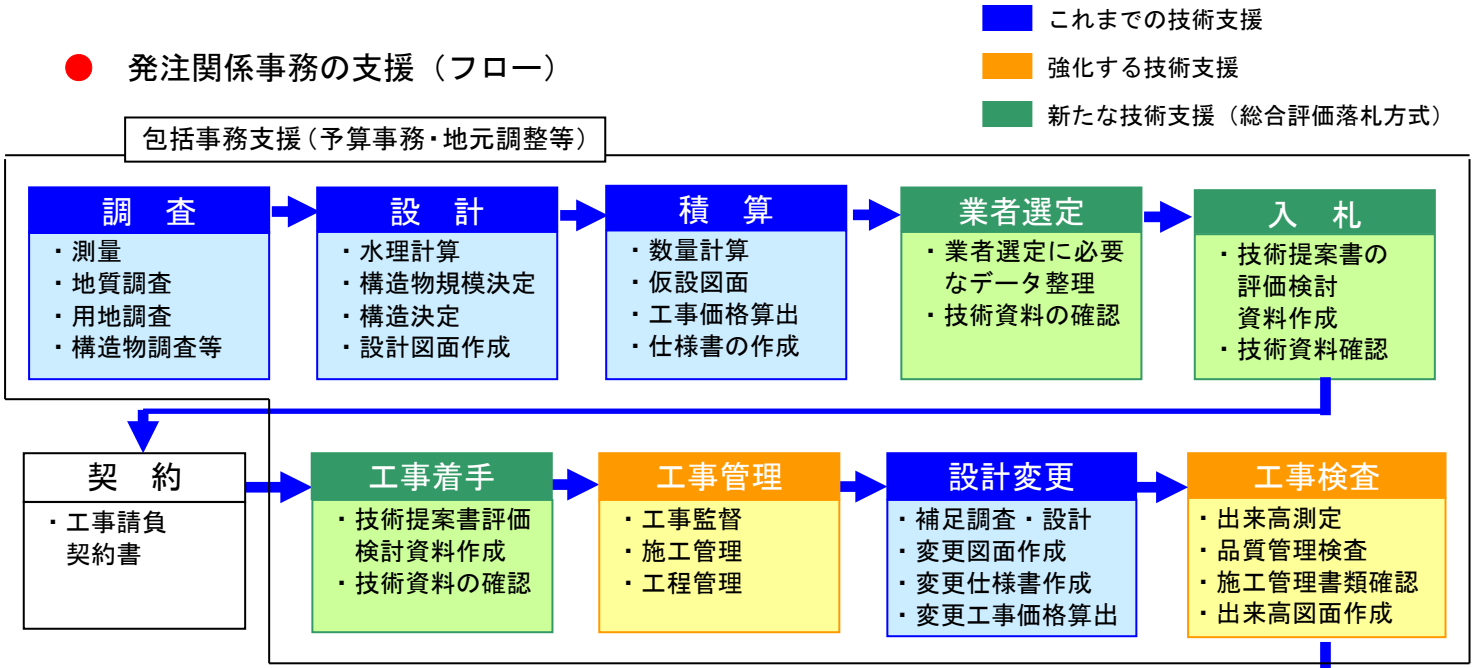 これまでの技術支援
強化する技術支援
新たな技術支援（総合評価落札方式）
● 発注関係事務の支援（フロー）
包括事務支援（予算事務・地元調整等）
調　査
・測量
・地質調査
・用地調査
・構造物調査等
設　計
・水理計算
・構造物規模決定
・構造決定
・設計図面作成
積　算
・数量計算
・仮設図面
・工事価格算出
・仕様書の作成
業者選定
・業者選定に必要
なデータ整理
・技術資料の確認
入　札
・技術提案書の
評価検討
資料作成
・技術資料確認
契　約
・工事請負
契約書
工事着手
・技術提案書評価
検討資料作成
・技術資料の確認
工事管理
・工事監督
・施工管理
・工程管理
設計変更
・補足調査・設計
・変更図面作成
・変更仕様書作成
・変更工事価格算出
工事検査
・出来高測定
・品質管理検査
・施工管理書類確認
・出来高図面作成